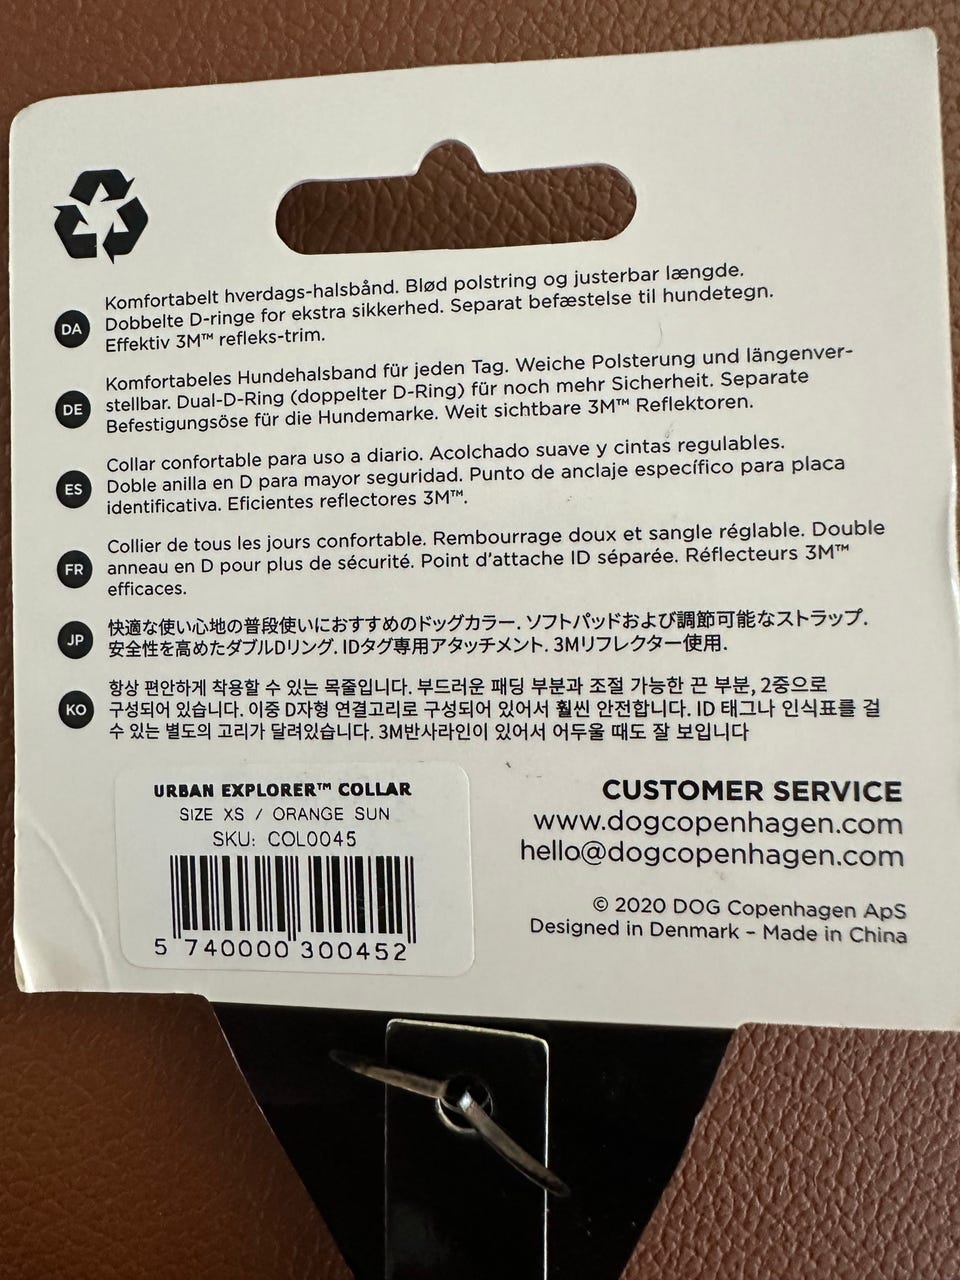 DA
Komfortabelt hverdags-halsbånd. Blød polstring og justerbar længde.
Dobbelte D-ringe for ekstra sikkerhed. Separat befæstelse til hundetegn.
Effektiv 3M™ refleks-trim.
DE
Komfortabeles Hundehalsband für jeden Tag. Weiche Polsterung und längenver-
stellbar. Dual-D-Ring (doppelter D-Ring) für noch mehr Sicherheit. Separate
Befestigungsöse für die Hundemarke. Weit sichtbare 3M™ Reflektoren.
ES
Collar confortable para uso a diario. Acolchado suave y cintas regulables.
Doble anilla en D para mayor seguridad. Punto de anclaje específico para placa
identificativa. Eficientes reflectores 3M™.
FR
Collier de tous les jours confortable. Rembourrage doux et sangle réglable. Double
anneau en D pour plus de sécurité. Point d'attache ID séparée. Réflecteurs 3M™
efficaces.
JP
快適な使い心地の普段使いにおすすめのドッグカラー. ソフトパッドおよび調節可能なストラップ.
安全性を高めたダブルDリング. IDタグ専用アタッチメント. 3Mリフレクター使用.
KO
항상 편안하게 착용할 수 있는 목줄입니다. 부드러운 패딩 부분과 조절 가능한 끈 부분, 2중으로
구성되어 있습니다. 이중 D자형 연결고리로 구성되어 있어서 훨씬 안전합니다. ID 태그나 인식표를 걸
수 있는 별도의 고리가 달려있습니다. 3M반사라인이 있어서 어두울 때도 잘 보입니다
URBAN EXPLORER™ COLLAR
SIZE XS / ORANGE SUN
SKU: COL0045
5 740000 300452
CUSTOMER SERVICE
www.dogcopenhagen.com
hello@dogcopenhagen.com
© 2020 DOG Copenhagen ApS
Designed in Denmark – Made in China